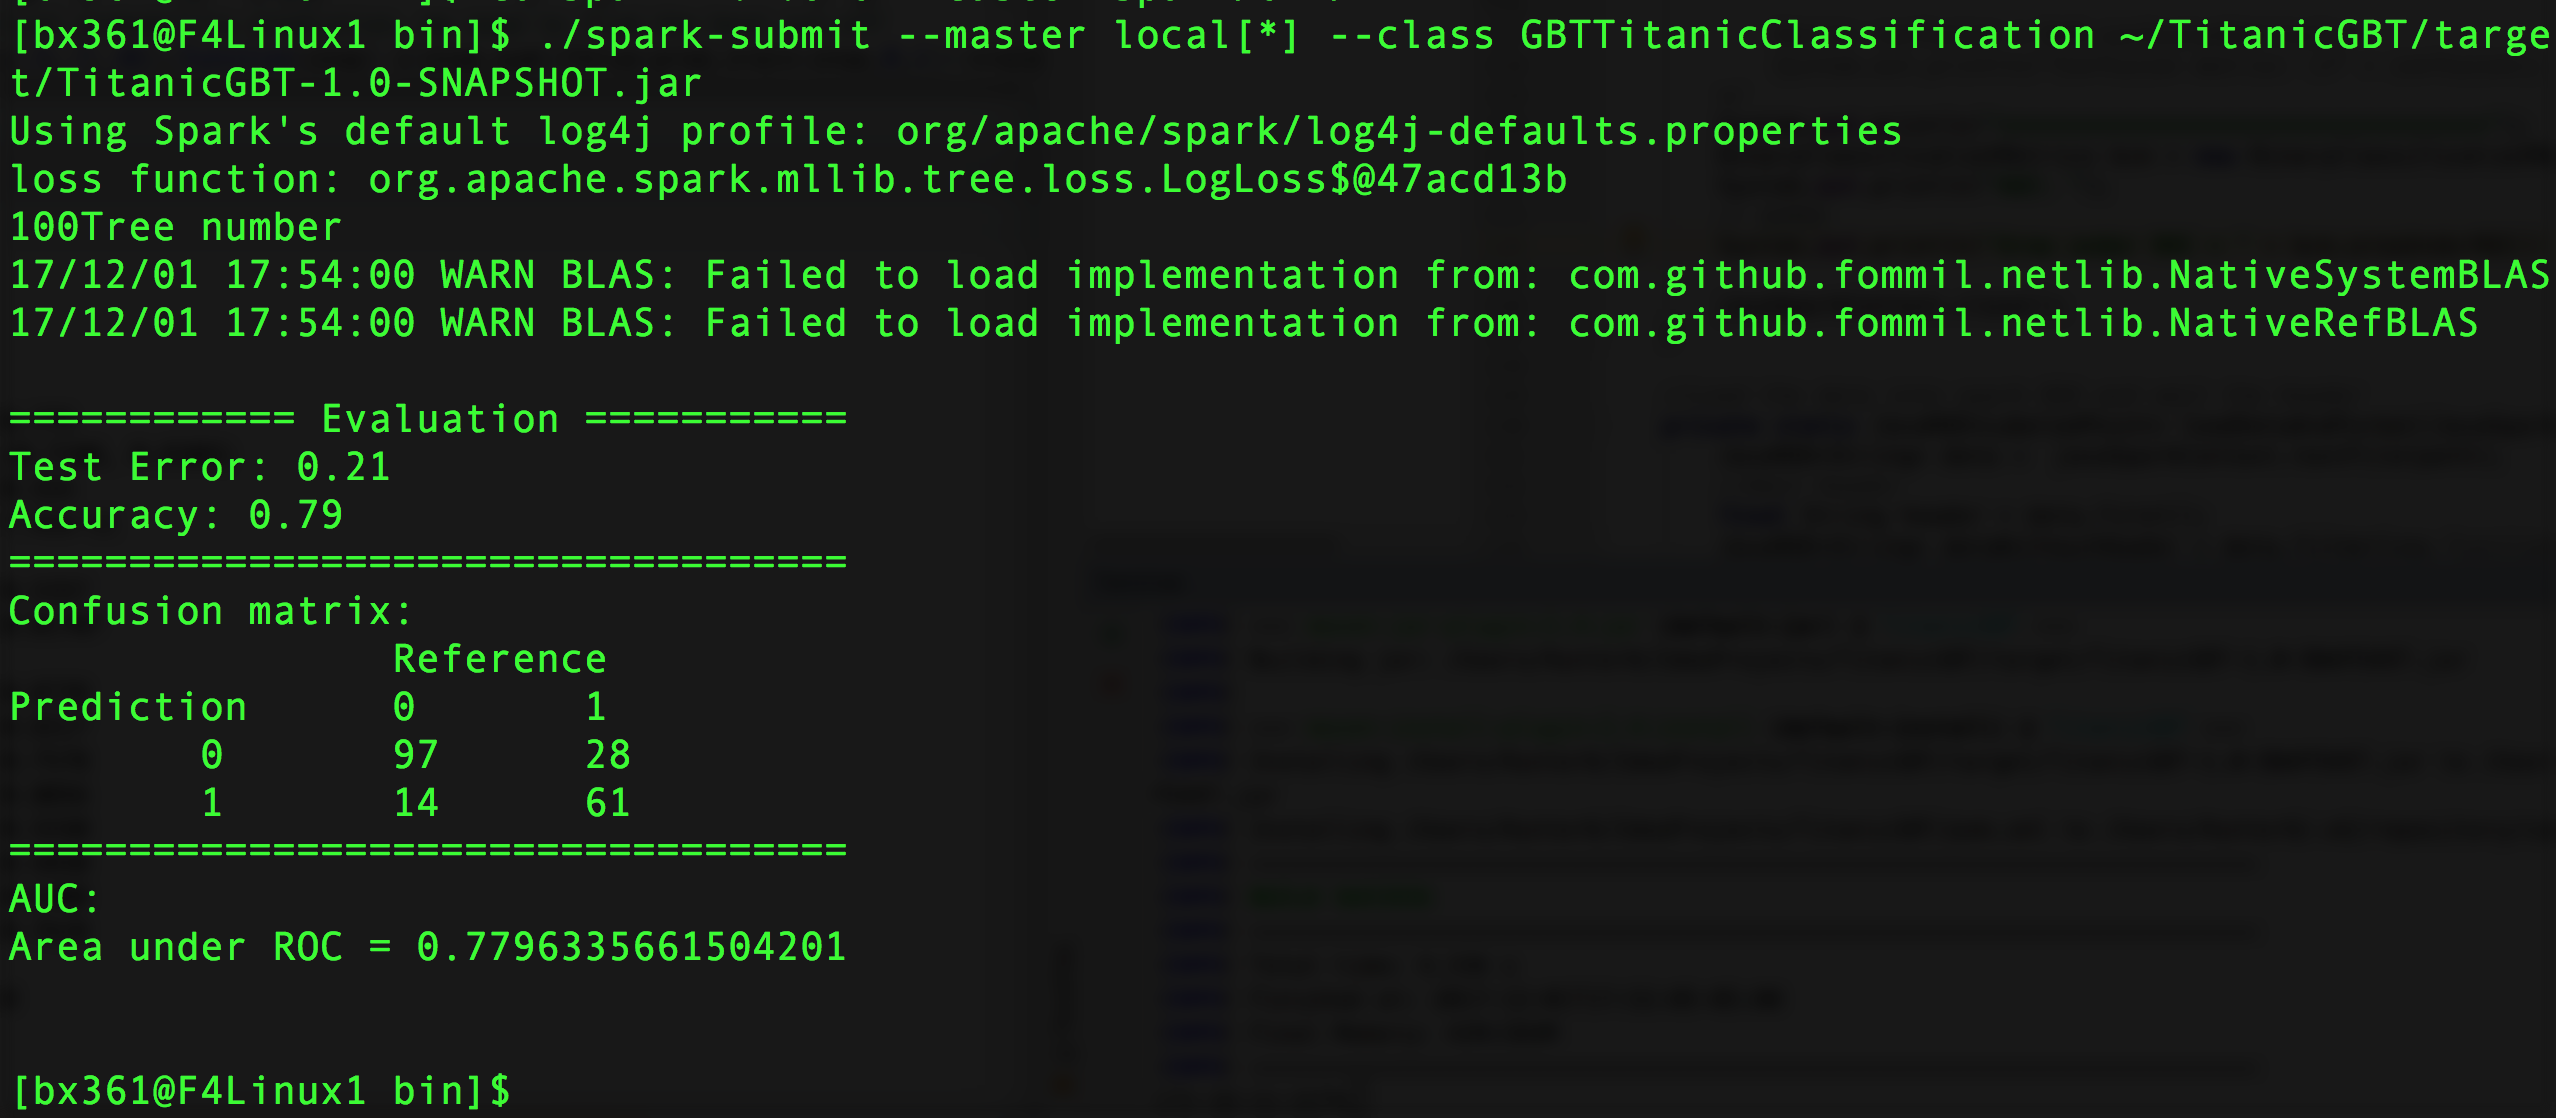 [bx361@F4Linux1 bin]$ ./spark-submit --master local[*] --class GBTTitanicClassification ~/TitanicGBT/targe
t/TitanicGBT-1.0-SNAPSHOT.jar
Using Spark's default log4j profile: org/apache/spark/log4j-defaults.properties
loss function: org.apache.spark.mllib.tree.loss.LogLoss$@47acd13b
100Tree number
17/12/01 17:54:00 WARN BLAS: Failed to load implementation from: com.github.fommil.netlib.NativeSystemBLAS
17/12/01 17:54:00 WARN BLAS: Failed to load implementation from: com.github.fommil.netlib.NativeRefBLAS
============ Evaluation ===========
Test Error: 0.21
Accuracy: 0.79
===================================
Confusion matrix:
Reference
Prediction 0 1
0 97 28
1 14 61
===================================
AUC:
Area under ROC = 0.7796335661504201
[bx361@F4Linux1 bin]$